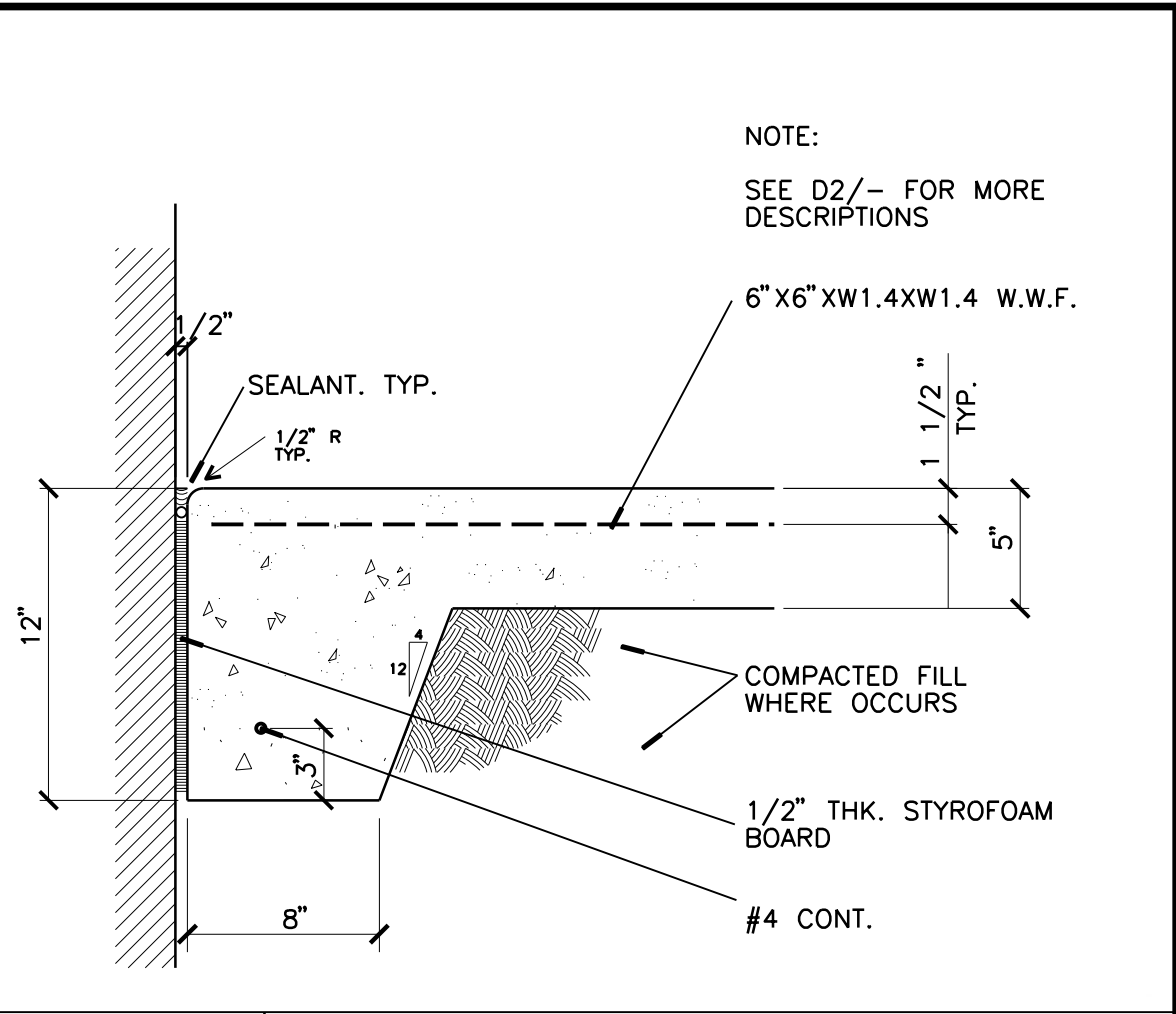 NOTE:
SEE D2/- FOR MORE
DESCRIPTIONS
6"X6"XW1.4XW1.4 W.W.F.
1/2"
SEALANT. TYP.
1/2" R
TYP.
1 1/2 "
TYP.
5"
12"
4
12
COMPACTED FILL
WHERE OCCURS
3"
1/2" THK. STYROFOAM
BOARD
#4 CONT.
8"